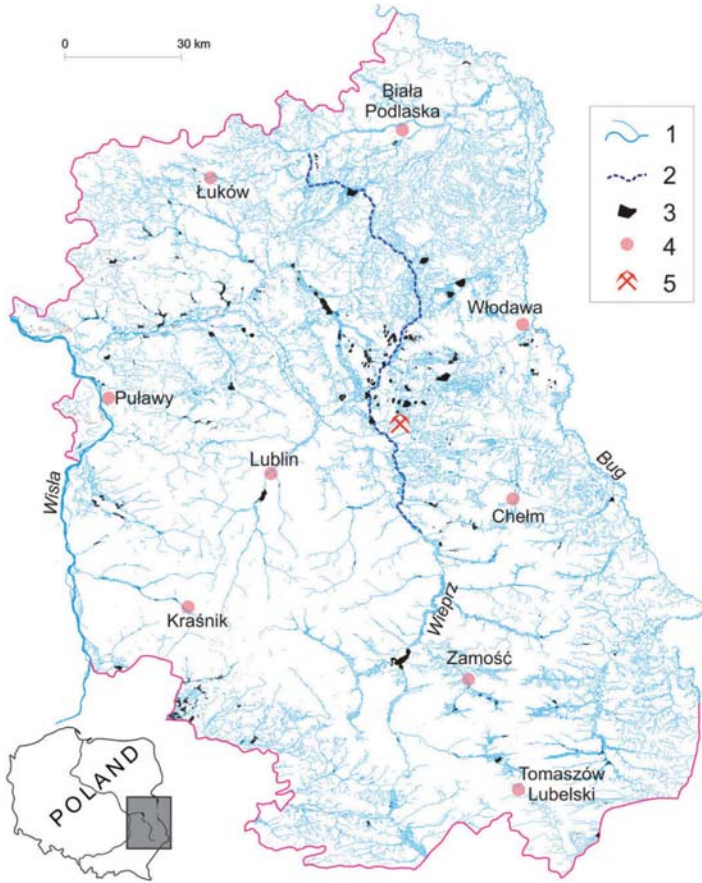 0 30 km
Biała
Podlaska
1
2
3
4
5
Łuków
Włodawa
Puławy
Lublin
Wisła
Bug
Chełm
Kraśnik
Wieprz
Zamość
POLAND
Tomaszów
Lubelski